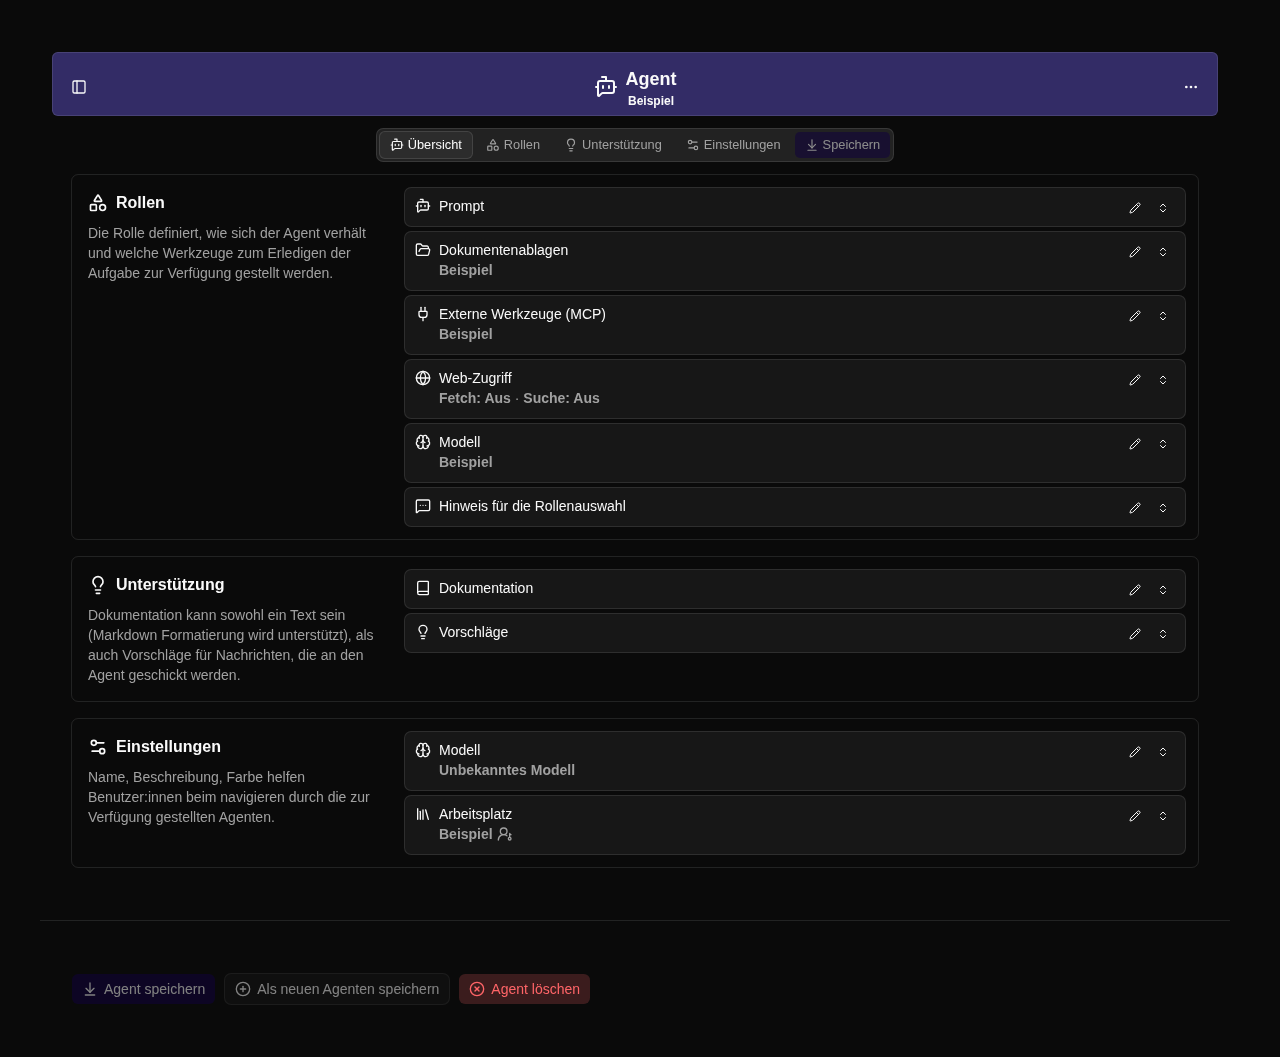 Agent
Beispiel
Übersicht
Rollen
Unterstützung
Einstellungen
Speichern
Rollen
Die Rolle definiert, wie sich der Agent verhält
und welche Werkzeuge zum Erledigen der
Aufgabe zur Verfügung gestellt werden.
Prompt
Dokumentenablagen
Beispiel
Externe Werkzeuge (MCP)
Beispiel
Web-Zugriff
Fetch: Aus · Suche: Aus
Modell
Beispiel
Hinweis für die Rollenauswahl
Unterstützung
Dokumentation kann sowohl ein Text sein
(Markdown Formatierung wird unterstützt), als
auch Vorschläge für Nachrichten, die an den
Agent geschickt werden.
Dokumentation
Vorschläge
Einstellungen
Name, Beschreibung, Farbe helfen
Benutzer:innen beim navigieren durch die zur
Verfügung gestellten Agenten.
Modell
Unbekanntes Modell
Arbeitsplatz
Beispiel
Agent speichern
Als neuen Agenten speichern
Agent löschen